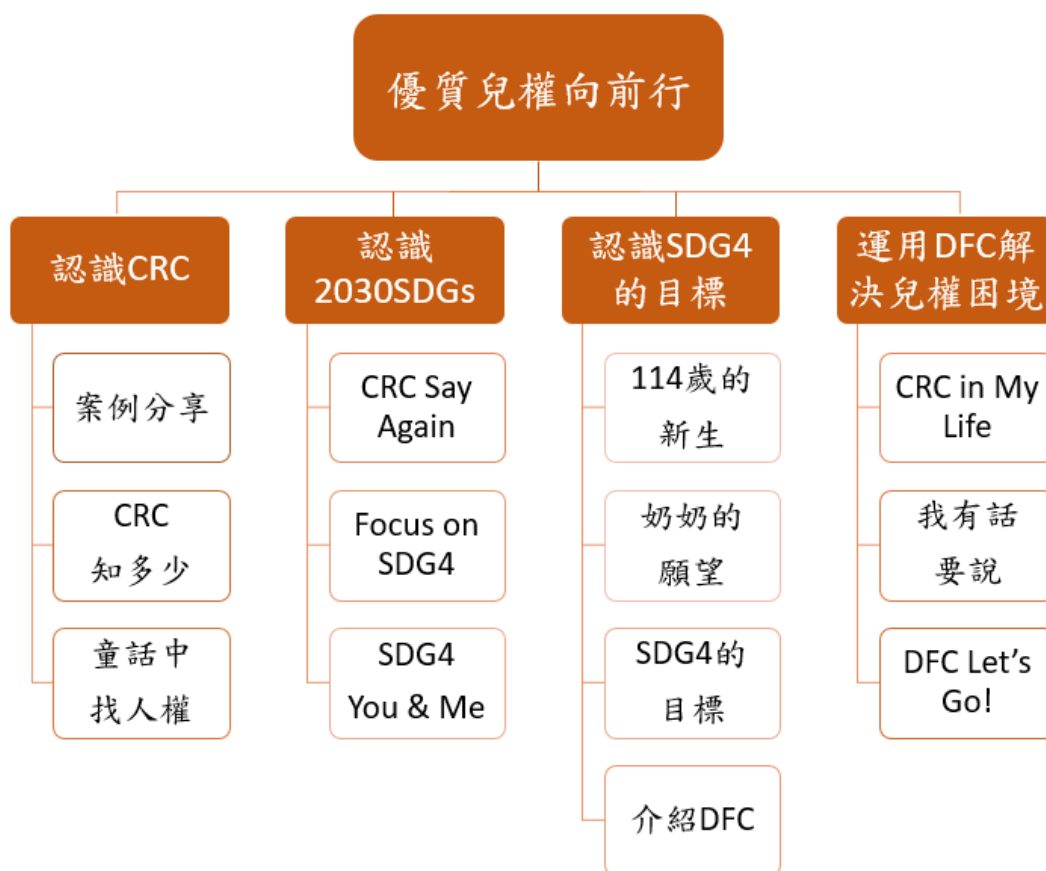 優質兒權向前行
認識CRC
案例分享
CRC
知多少
童話中
找人權
認識
2030SDGs
CRC Say
Again
Focus on
SDG4
SDG4
You & Me
認識SDG4
的目標
114歲的
新生
奶奶的
願望
SDG4的
目標
介紹DFC
運用DFC解
決兒權困境
CRC in My
Life
我有話
要說
DFC Let’s
Go!